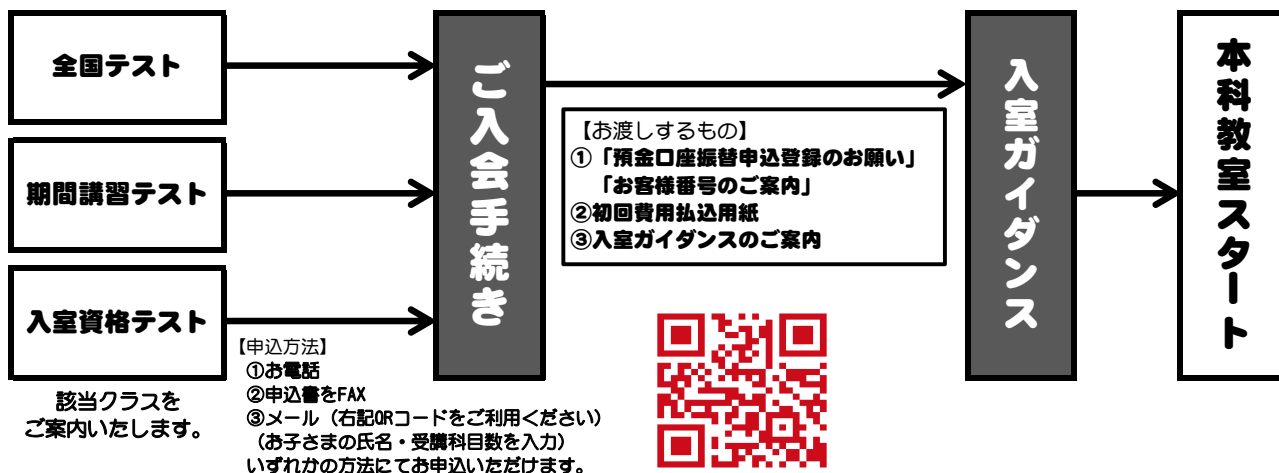 全国テスト
期間講習テスト
入室資格テスト
該当クラスを
ご案内いたします。
【申込方法】
①お電話
②申込書をFAX
③メール（右記QRコードをご利用ください）
（お子さまの氏名・受講科目数を入力）
いずれかの方法にてお申込いただけます。
ご入会手続き
【お渡しするもの】
①「預金口座振替申込登録のお願い」
「お客様番号のご案内」
②初回費用払込用紙
③入室ガイダンスのご案内
入室ガイダンス
本科教室スタート